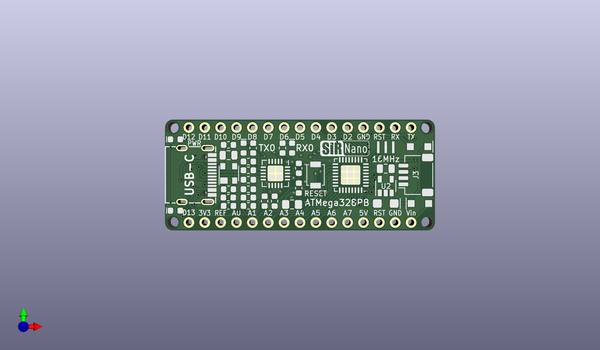 D12 D11 D10 D9 D8 D7 D6 D5 D4 D3 D2 GND RST RX TX
PWR
TXO RXO
SIR Nano
16MHz
USB-C
J3
U2
RESET
ATMega328PB
D13 3V3 REF A0 A1 A2 A3 A4 A5 A6 A7 5V RST GND Vin